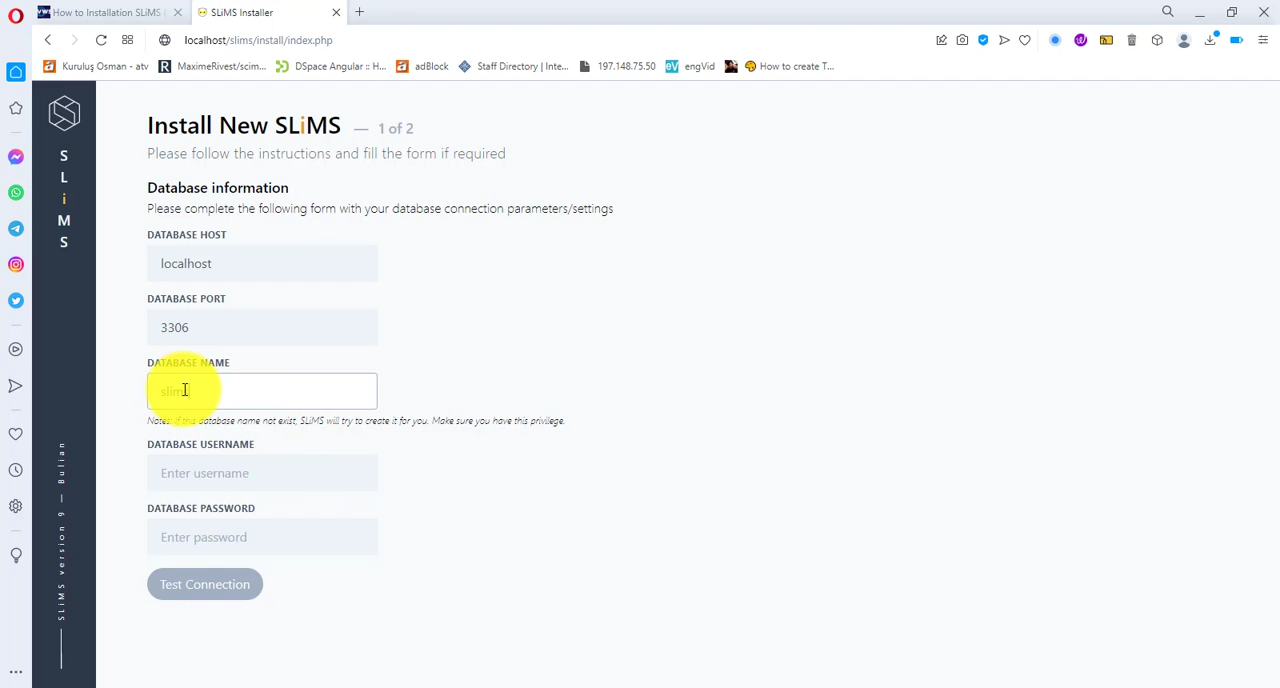 How to Installation SLiMS
SLiMS Installer
localhost/slims/install/index.php
Kuruluş Osman - atv
MaximeRivest/scim...
DSpace Angular :: H...
adBlock
Staff Directory | Inte...
197.148.75.50
eV
engVid
How to create T...
S
L
i
M
S
SLiMS version 9 — Bulian
Install New SLiMS — 1 of 2
Please follow the instructions and fill the form if required
Database information
Please complete the following form with your database connection parameters/settings
DATABASE HOST
localhost
DATABASE PORT
3306
DATABASE NAME
Notes: if this database name not exist, SLiMS will try to create it for you. Make sure you have this privilege.
DATABASE USERNAME
Enter username
DATABASE PASSWORD
Enter password
Test Connection